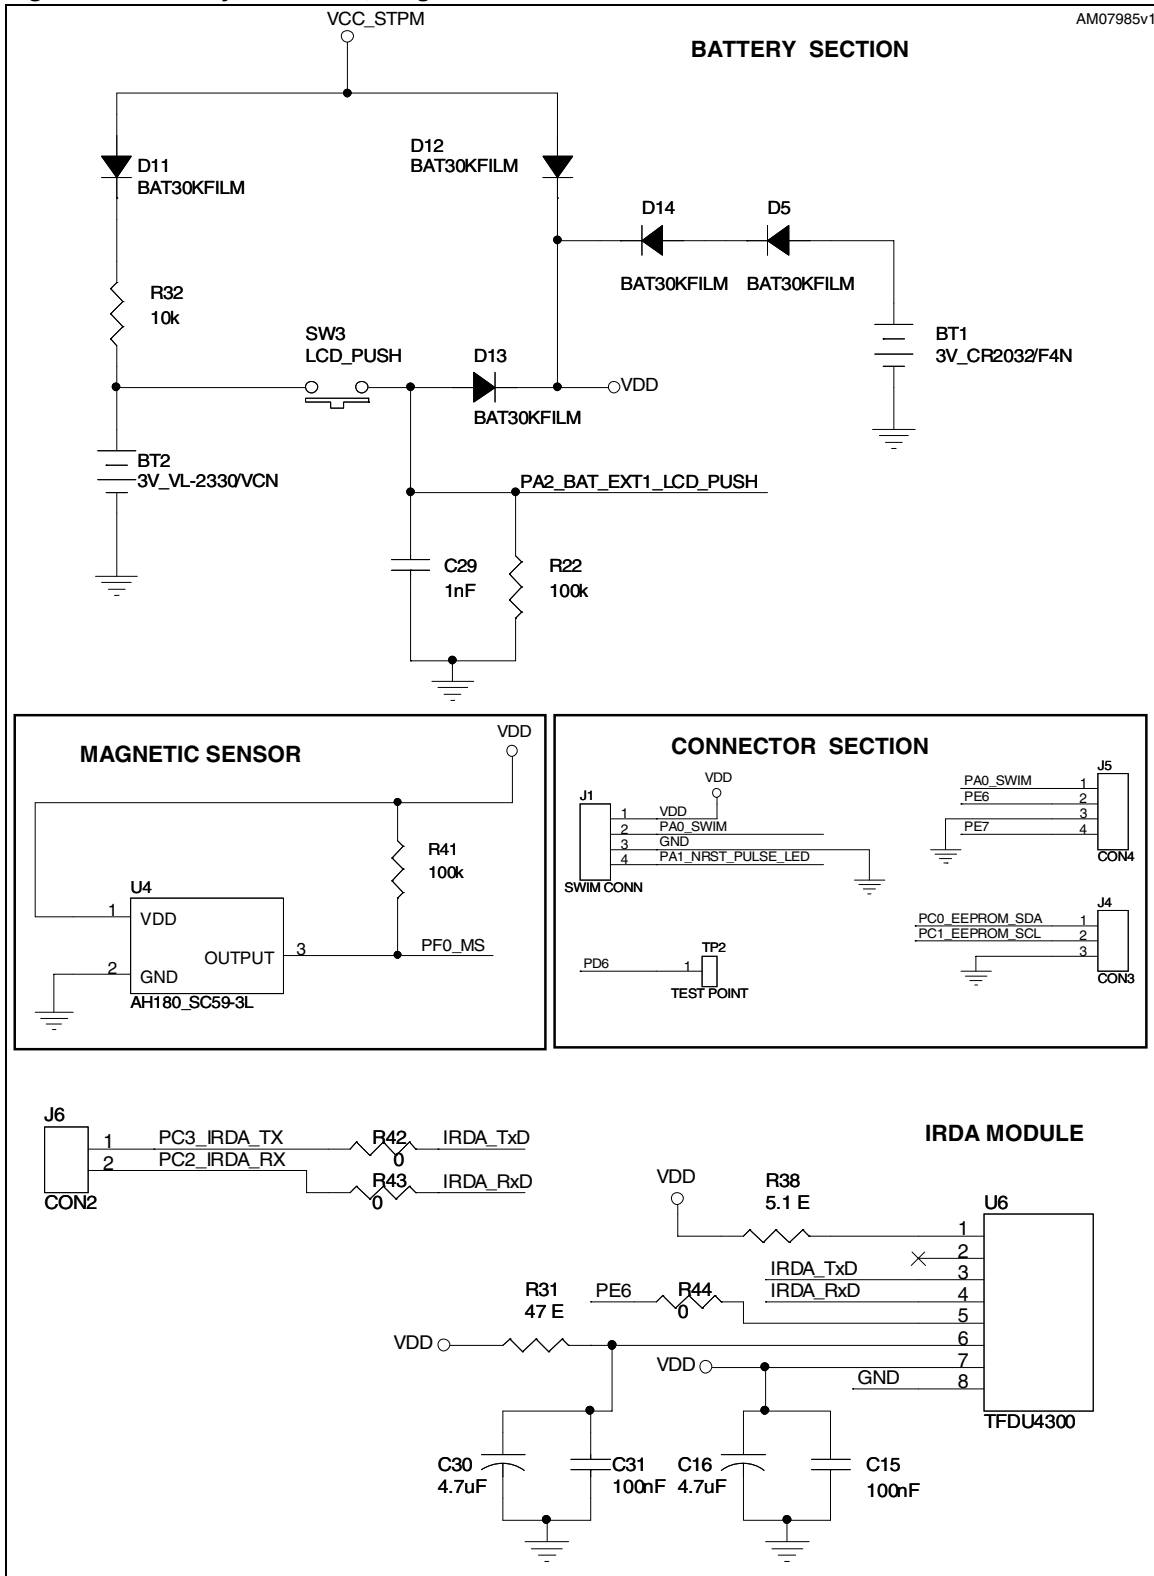 VCC_STPM
AM07985v1
BATTERY SECTION
D11
BAT30KFILM
D12
BAT30KFILM
D14
BAT30KFILM
D5
BAT30KFILM
R32
10k
SW3
LCD_PUSH
D13
BAT30KFILM
VDD
BT1
3V_CR2032/F4N
BT2
3V_VL-2330/VCN
PA2_BAT_EXT1_LCD_PUSH
C29
1nF
R22
100k
MAGNETIC SENSOR
VDD
R41
100k
U4
1
VDD
2
GND
OUTPUT
3
PF0_MS
AH180_SC59-3L
CONNECTOR SECTION
VDD
J1
1 VDD
2 PA0_SWIM
3 GND
4 PA1_NRST_PULSE_LED
SWIM CONN
J5
PA0_SWIM 1
PE6 2
3
PE7 4
CON4
J4
PC0_EEPROM_SDA 1
PC1_EEPROM_SCL 2
3
CON3
TP2
PD6 1
TEST POINT
J6
1 PC3_IRDA_TX R42 IRDA_TxD
0
2 PC2_IRDA_RX R43 IRDA_RxD
0
CON2
IRDA MODULE
VDD
R38
5.1 E
U6
1
2
IRDA_TxD 3
IRDA_RxD 4
PE6 R44
0
5
R31
47 E
VDD
6
VDD
7
GND 8
TFDU4300
C30
4.7uF
C31
100nF
C16
4.7uF
C15
100nF